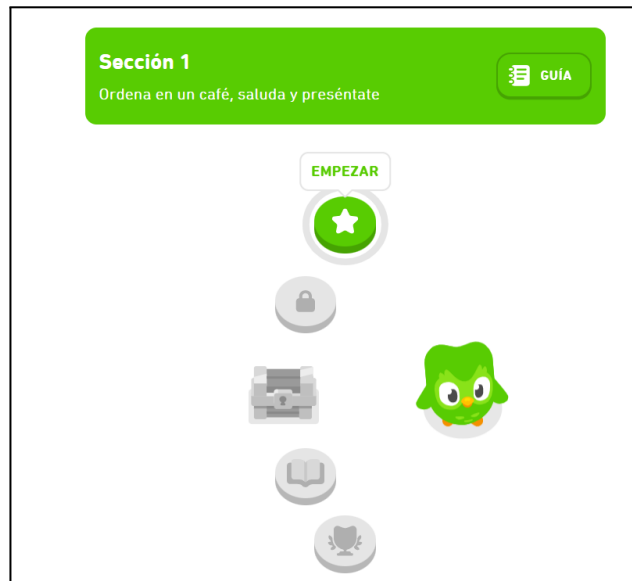 Sección 1
Ordena en un café, saluda y preséntate
GUÍA
EMPEZAR